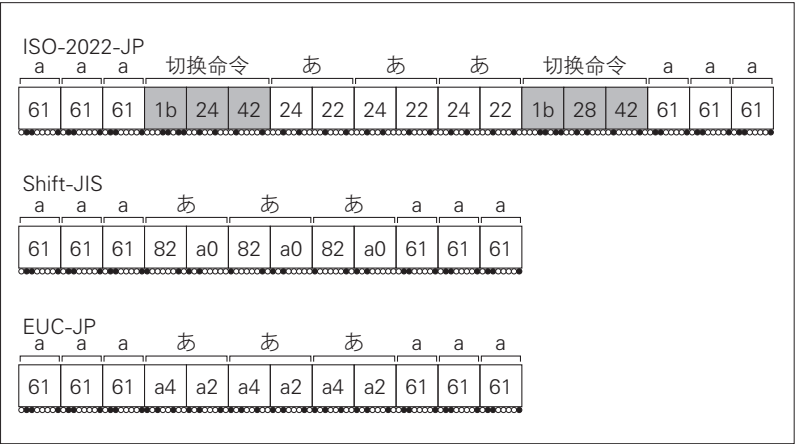 ISO-2022-JP
a a a 切换命令 あ あ あ 切换命令 a a a
61 61 61 1b 24 42 24 22 24 22 24 22 1b 28 42 61 61 61
Shift-JIS
a a a あ あ あ a a a
61 61 61 82 a0 82 a0 82 a0 61 61 61
EUC-JP
a a a あ あ あ a a a
61 61 61 a4 a2 a4 a2 a4 a2 61 61 61